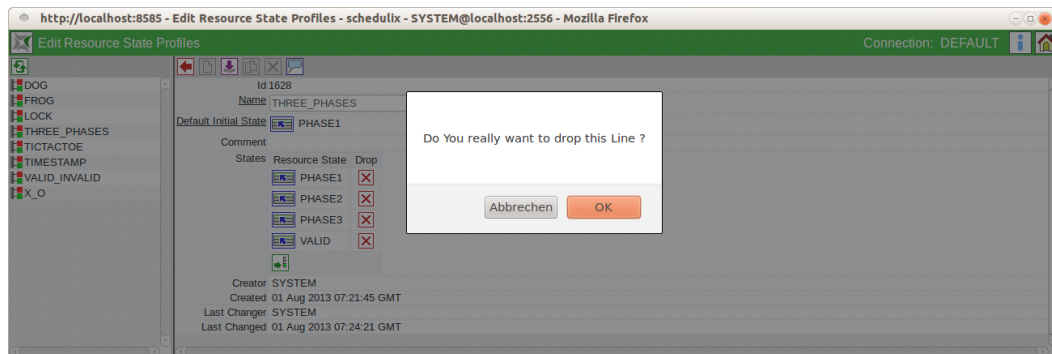 http://localhost:8585 - Edit Resource State Profiles - schedulix - SYSTEM@localhost:2556 - Mozilla Firefox
Edit Resource State Profiles
Connection: DEFAULT
DOG
FROG
LOCK
THREE_PHASES
TICTACTOE
TIMESTAMP
VALID_INVALID
X_O
Id 1628
Name THREE_PHASES
Default Initial State PHASE1
Comment
States Resource State Drop
PHASE1
PHASE2
PHASE3
VALID
Creator SYSTEM
Created 01 Aug 2013 07:21:45 GMT
Last Changer SYSTEM
Last Changed 01 Aug 2013 07:24:21 GMT
Do You really want to drop this Line ?
Abbrechen OK